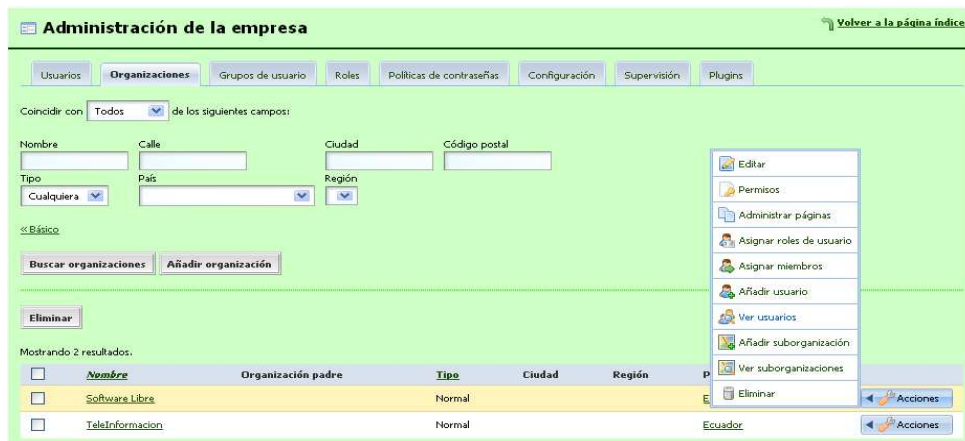 Administración de la empresa
Volver a la página índice
Usuarios Organizaciones Grupos de usuario Roles Políticas de contraseñas Configuración Supervisión Plugins
Coincidir con Todos de los siguientes campos:
Nombre Calle Ciudad Código postal
Tipo País Región
Cualquiera
«Básico
Buscar organizaciones Añadir organización
Eliminar
Mostrando 2 resultados.
Nombre Organización padre Tipo Ciudad Región P
Software Libre Normal E Acciones
TeleInformacion Normal Ecuador Acciones
Editar
Permisos
Administrar páginas
Asignar roles de usuario
Asignar miembros
Añadir usuario
Ver usuarios
Añadir suborganización
Ver suborganizaciones
Eliminar